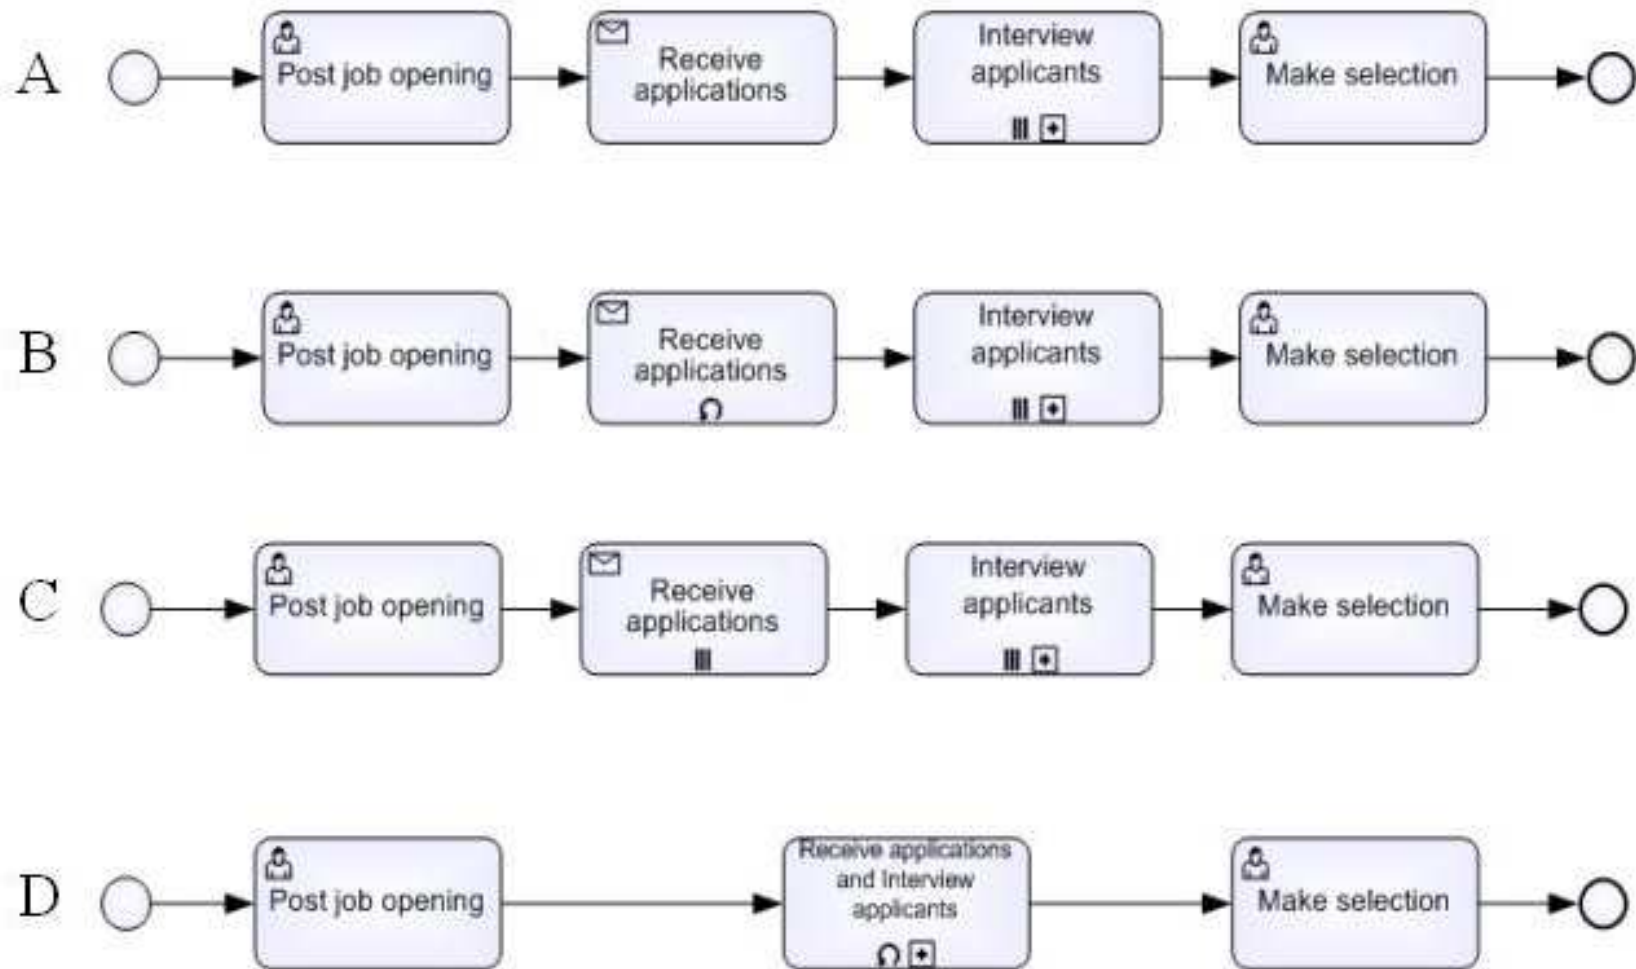 A
Post job opening
Receive
applications
Interview
applicants
Make selection
B
Post job opening
Receive
applications
Interview
applicants
Make selection
C
Post job opening
Receive
applications
Interview
applicants
Make selection
D
Post job opening
Receive applications
and Interview
applicants
Make selection